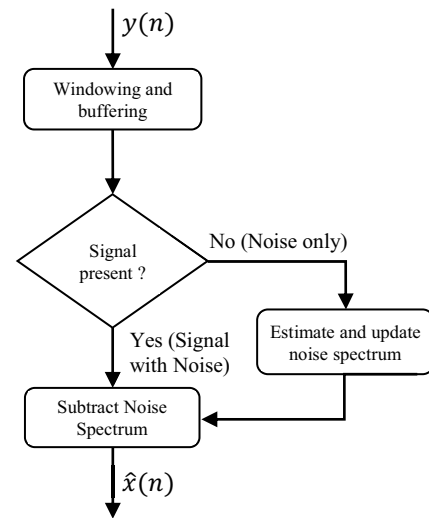 y(n)
Windowing and
buffering
Signal
present ?
No (Noise only)
Yes (Signal
with Noise)
Estimate and update
noise spectrum
Subtract Noise
Spectrum
x̂(n)